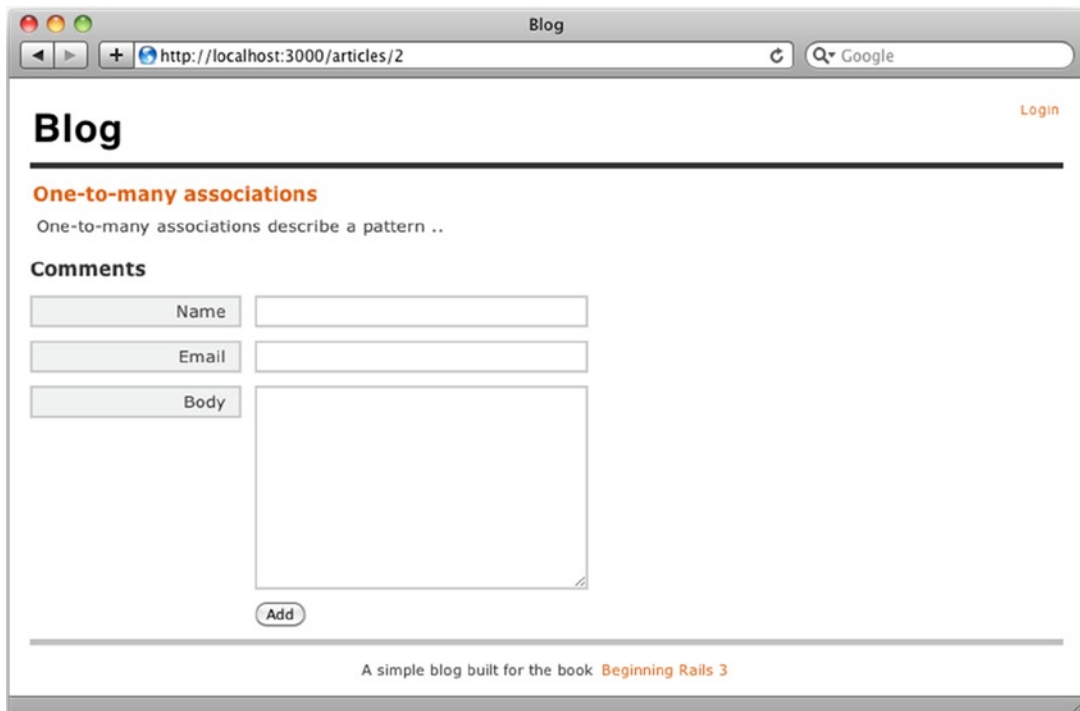 Blog
+ http://localhost:3000/articles/2 Google
Login
Blog
One-to-many associations
One-to-many associations describe a pattern ..
Comments
Name
Email
Body
Add
A simple blog built for the book Beginning Rails 3